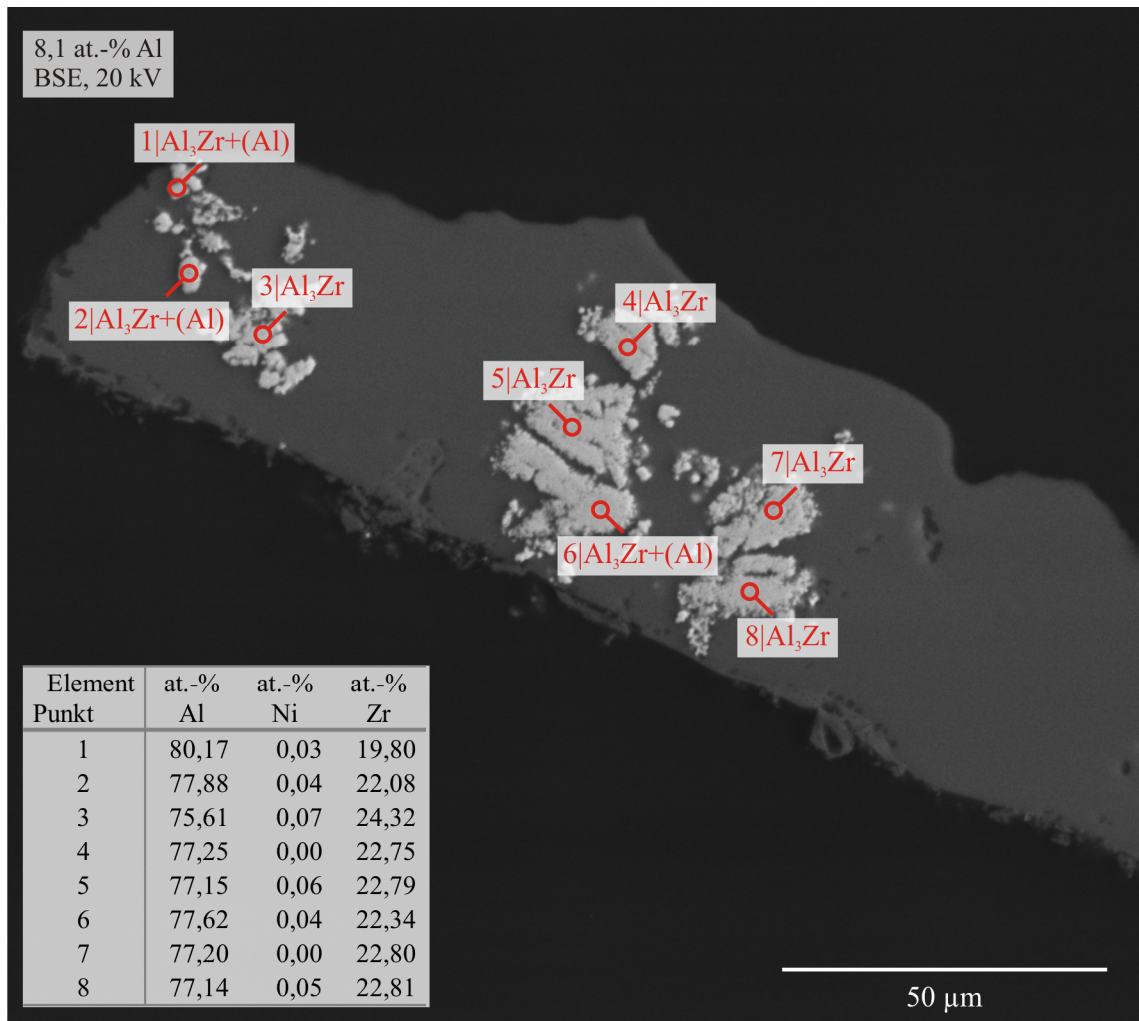 8,1 at.-% Al
BSE, 20 kV
1|Al₃Zr+(Al)
2|Al₃Zr+(Al)
3|Al₃Zr
4|Al₃Zr
5|Al₃Zr
7|Al₃Zr
6|Al₃Zr+(Al)
8|Al₃Zr
Element at.-% at.-% at.-%
Punkt Al Ni Zr
1 80,17 0,03 19,80
2 77,88 0,04 22,08
3 75,61 0,07 24,32
4 77,25 0,00 22,75
5 77,15 0,06 22,79
6 77,62 0,04 22,34
7 77,20 0,00 22,80
8 77,14 0,05 22,81
50 µm